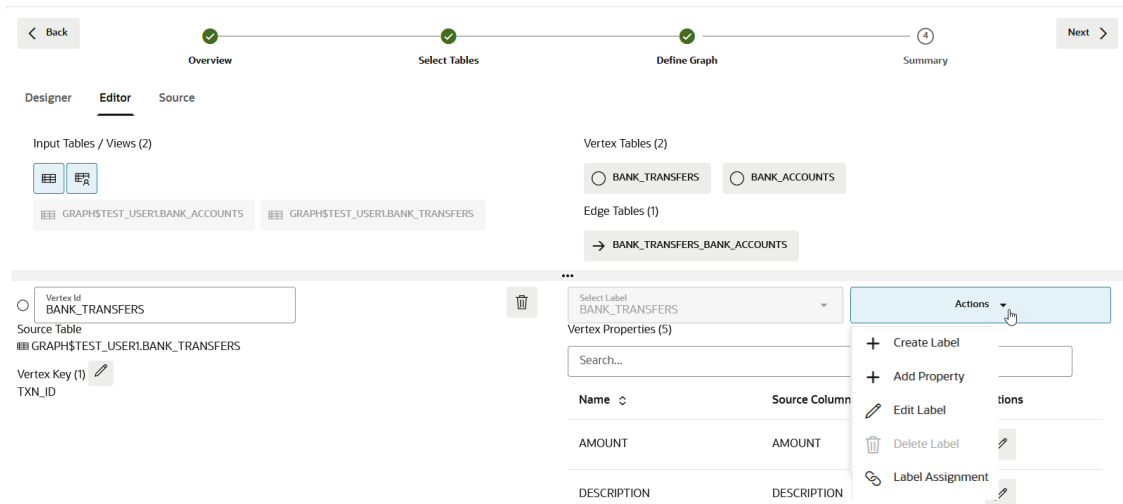 Back
Next
4
Overview
Select Tables
Define Graph
Summary
Designer
Editor
Source
Input Tables / Views (2)
GRAPH$TEST_USER1.BANK_ACCOUNTS
GRAPH$TEST_USER1.BANK_TRANSFERS
Vertex Tables (2)
BANK_TRANSFERS
BANK_ACCOUNTS
Edge Tables (1)
BANK_TRANSFERS_BANK_ACCOUNTS
Vertex Id
BANK_TRANSFERS
Source Table
GRAPH$TEST_USER1.BANK_TRANSFERS
Vertex Key (1)
TXN_ID
Select Label
BANK_TRANSFERS
Actions
Vertex Properties (5)
Search...
Create Label
Add Property
Edit Label
Delete Label
Label Assignment
Name
Source Column
tions
AMOUNT
AMOUNT
DESCRIPTION
DESCRIPTION